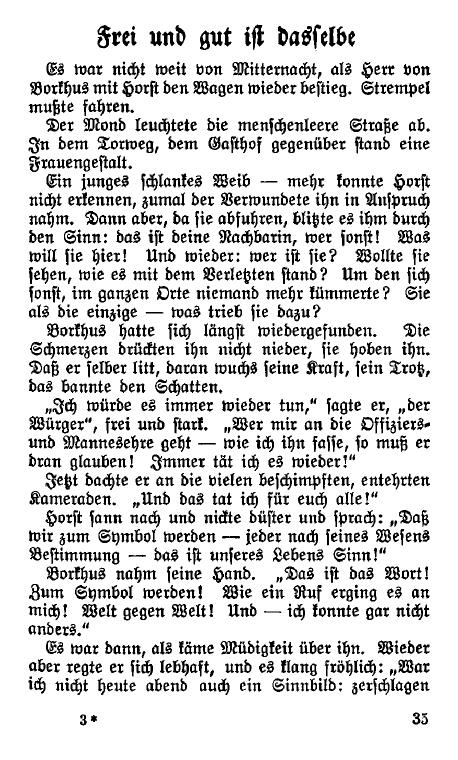 Frei und gut ist dasselbe
Es war nicht weit von Mitternacht, als Herr von
Borkhus mit Horst den Wagen wieder bestieg. Strempel
mußte fahren.
Der Mond leuchtete die menschenleere Straße ab.
In dem Torweg, dem Gasthof gegenüber stand eine
Frauengestalt.
Ein junges schlankes Weib — mehr konnte Horst
nicht erkennen, zumal der Verwundete ihn in Anspruch
nahm. Dann aber, da sie abfuhren, blitzte es ihm durch
den Sinn: das ist deine Nachbarin, wer sonst! Was
will sie hier! Und wieder: wer ist sie? Wollte sie
sehen, wie es mit dem Verletzten stand? Um den sich
sonst, im ganzen Orte niemand mehr kümmerte? Sie
als die einzige — was trieb sie dazu?
Borkhus hatte sich längst wiedergefunden. Die
Schmerzen drückten ihn nicht nieder, sie hoben ihn.
Daß er selber litt, daran wuchs seine Kraft, sein Trotz,
das bannte den Schatten.
„Ich würde es immer wieder tun,“ sagte er, „der
Würger“, frei und stark. „Wer mir an die Offiziers-
und Mannesehre geht — wie ich ihn fasse, so muß er
dran glauben! Immer tät ich es wieder!“
Jetzt dachte er an die vielen beschimpften, entehrten
Kameraden. „Und das tat ich für euch alle!“
Horst sann nach und nickte düster und sprach: „Daß
wir zum Symbol werden — jeder nach seines Wesens
Bestimmung — das ist unseres Lebens Sinn!“
Borkhus nahm seine Hand. „Das ist das Wort!
Zum Symbol werden! Wie ein Ruf erging es an
mich! Welt gegen Welt! Und — ich konnte gar nicht
anders.“
Es war dann, als käme Müdigkeit über ihn. Wieder
aber regte er sich lebhaft, und es klang fröhlich: „War
ich nicht heute abend auch ein Sinnbild: zerschlagen
3* 35